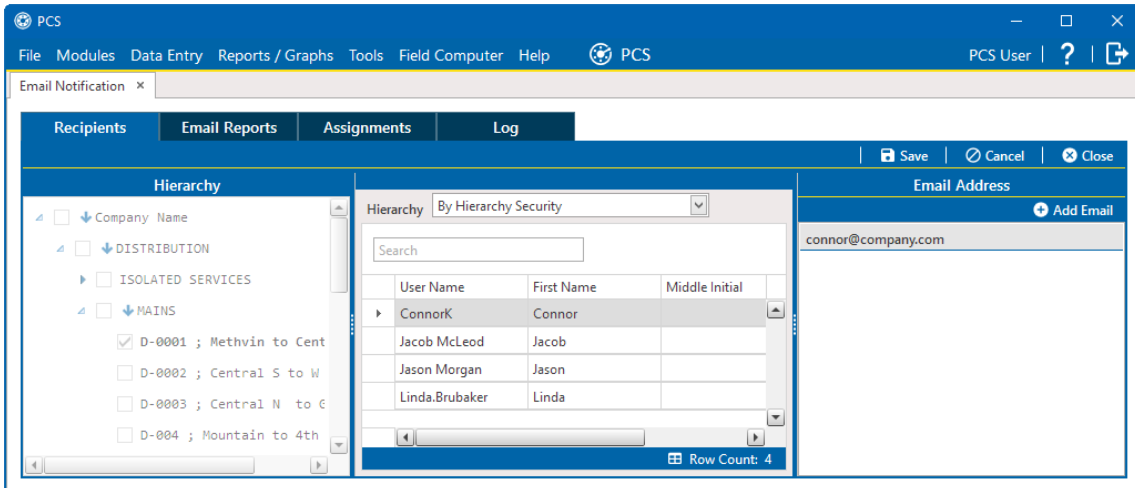 PCS
File Modules Data Entry Reports / Graphs Tools Field Computer Help PCS PCS User | ? |
Email Notification ×
Recipients Email Reports Assignments Log
Save Cancel Close
Hierarchy
Company Name
DISTRIBUTION
ISOLATED SERVICES
MAINS
D-0001 ; Methvin to Cent
D-0002 ; Central S to W
D-0003 ; Central N to G
D-004 ; Mountain to 4th
Hierarchy By Hierarchy Security
Search
User Name First Name Middle Initial
ConnorK Connor
Jacob McLeod Jacob
Jason Morgan Jason
Linda.Brubaker Linda
Row Count: 4
Email Address
Add Email
connor@company.com